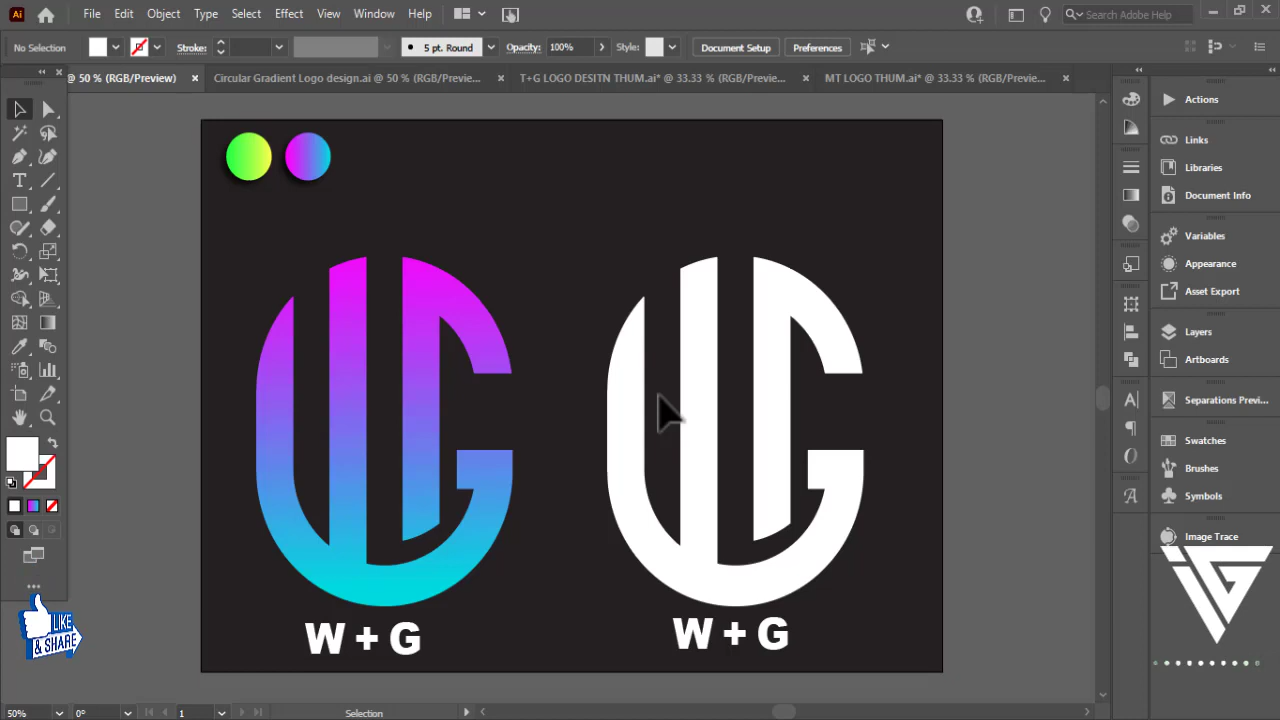 Ai File Edit Object Type Select Effect View Window Help Search Adobe Help
No Selection Stroke: 5 pt. Round Opacity: 100% Style: Document Setup Preferences
@ 50 % (RGB/Preview) Circular Gradient Logo design.ai @ 50 % (RGB/Previe... T+G LOGO DESITN THUM.ai* @ 33.33 % (RGB/Previe... MT LOGO THUM.ai* @ 33.33 % (RGB/Previe...
Actions
Links
Libraries
Document Info
Variables
Appearance
Asset Export
Layers
Artboards
Separations Previ...
Swatches
Brushes
Symbols
Image Trace
W + G
W + G
LIKE
& SHARE
50% 0° 1 Selection